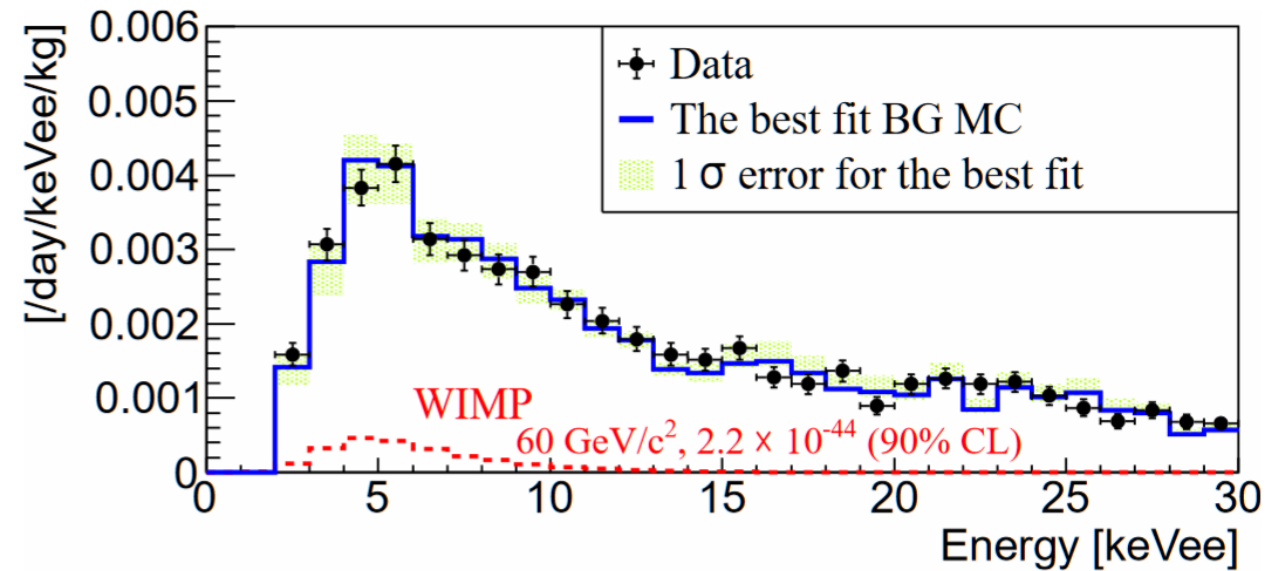 [/day/keVee/kg]
0.006
0.005
0.004
0.003
0.002
0.001
0
Data
The best fit BG MC
1 σ error for the best fit
WIMP
60 GeV/c², 2.2 × 10⁻⁴⁴ (90% CL)
0 5 10 15 20 25 30
Energy [keVee]